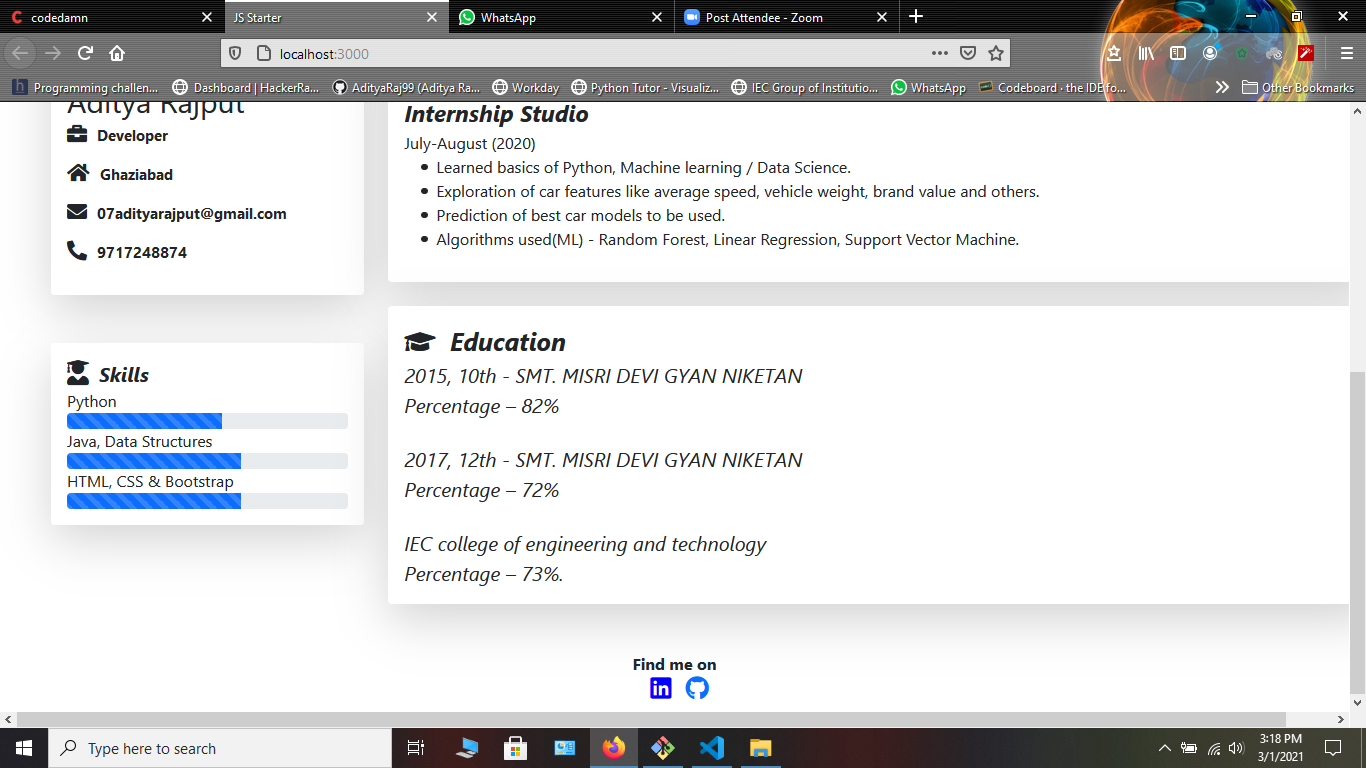 codedamn
JS Starter
WhatsApp
Post Attendee - Zoom
localhost:3000
Programming challen...
Dashboard | HackerRa...
AdityaRaj99 (Aditya Ra...
Workday
Python Tutor - Visualiz...
IEC Group of Institutio...
WhatsApp
Codeboard - the IDE fo...
Other Bookmarks
Aditya Rajput
Developer
Ghaziabad
07adityarajput@gmail.com
9717248874
Skills
Python
Java, Data Structures
HTML, CSS & Bootstrap
Internship Studio
July-August (2020)
Learned basics of Python, Machine learning / Data Science.
Exploration of car features like average speed, vehicle weight, brand value and others.
Prediction of best car models to be used.
Algorithms used(ML) - Random Forest, Linear Regression, Support Vector Machine.
Education
2015, 10th - SMT. MISRI DEVI GYAN NIKETAN
Percentage – 82%
2017, 12th - SMT. MISRI DEVI GYAN NIKETAN
Percentage – 72%
IEC college of engineering and technology
Percentage – 73%.
Find me on
Type here to search
3:18 PM
3/1/2021